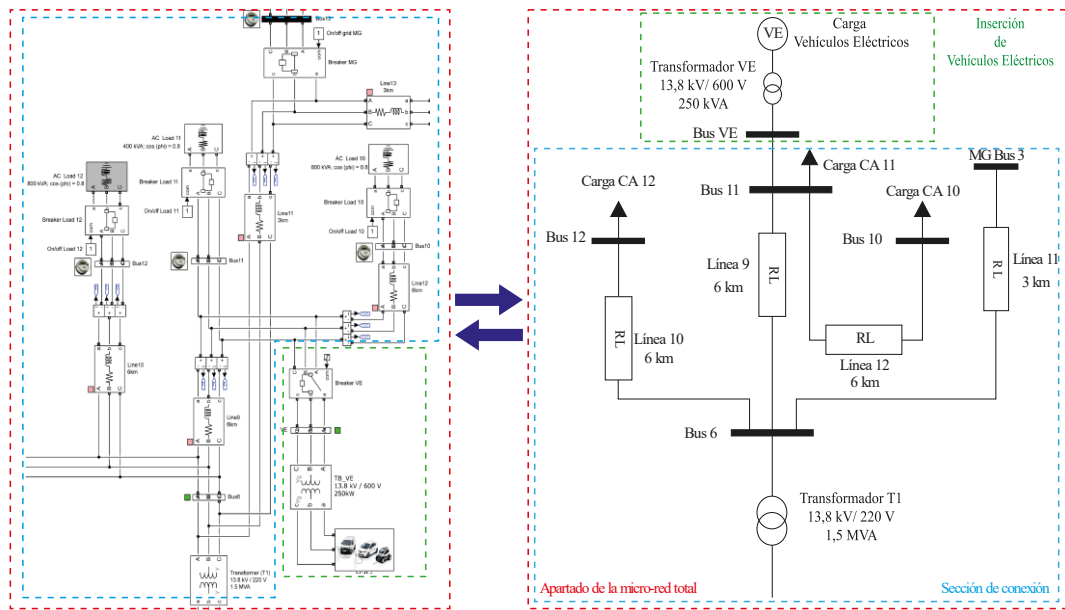 Bus13
On/off grid MG
1
Breaker MG
com
Line13
3km
AC Load 11
400 kVA; cos (phi) = 0.8
Breaker Load 11
On/off Load 11
1
AC Load 12
800 kVA; cos (phi) = 0.8
Breaker Load 12
On/off Load 12
1
Bus12
Bus11
AC Load 10
800 kVA; cos (phi) = 0.8
Breaker Load 10
On/off Load 10
1
Bus10
Line11
3km
Line12
6km
Line10
6km
Line9
6km
Breaker VE
VE
TB_VE
13.8 kV / 600 V
250kW
Bus6
Transformer (T1)
13.8 kV / 220 V
1.5 MVA
VE
Carga
Vehículos Eléctricos
Inserción
de
Vehículos Eléctricos
Transformador VE
13,8 kV/ 600 V
250 kVA
Bus VE
MG Bus 3
Carga CA 11
Carga CA 12
Bus 11
Carga CA 10
Bus 12
Bus 10
Línea 9
6 km
RL
Línea 11
3 km
RL
Línea 10
6 km
RL
RL
Línea 12
6 km
Bus 6
Transformador T1
13,8 kV/ 220 V
1,5 MVA
Apartado de la micro-red total
Sección de conexión